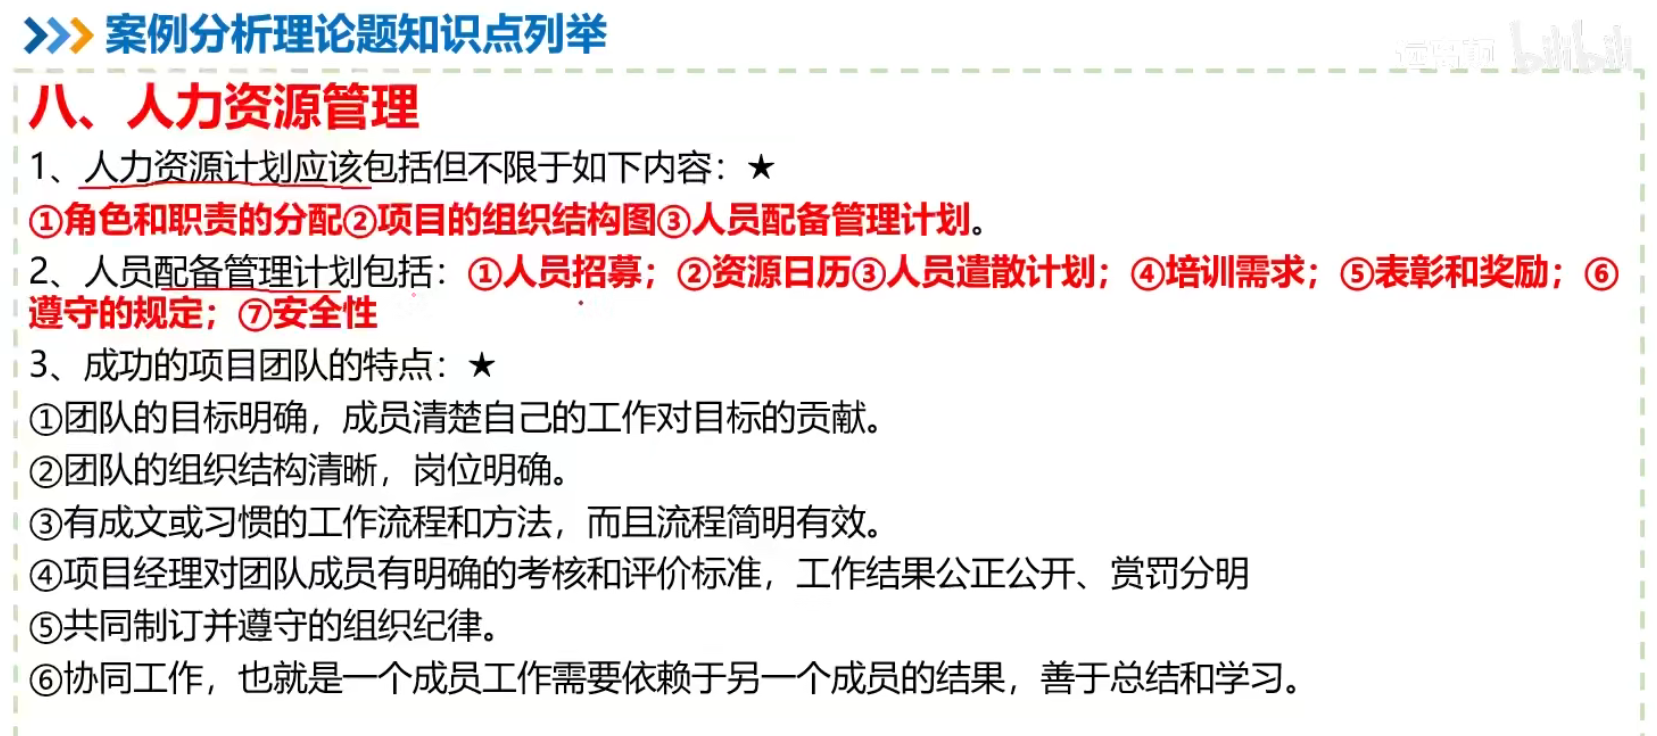 案例分析理论题知识点列举
bilibili
八、人力资源管理
1、人力资源计划应该包括但不限于如下内容：★
①角色和职责的分配②项目的组织结构图③人员配备管理计划。
2、人员配备管理计划包括：①人员招募；②资源日历③人员遣散计划；④培训需求；⑤表彰和奖励；⑥
遵守的规定；⑦安全性
3、成功的项目团队的特点：★
①团队的目标明确，成员清楚自己的工作对目标的贡献。
②团队的组织结构清晰，岗位明确。
③有成文或习惯的工作流程和方法，而且流程简明有效。
④项目经理对团队成员有明确的考核和评价标准，工作结果公正公开、赏罚分明
⑤共同制订并遵守的组织纪律。
⑥协同工作，也就是一个成员工作需要依赖于另一个成员的结果，善于总结和学习。